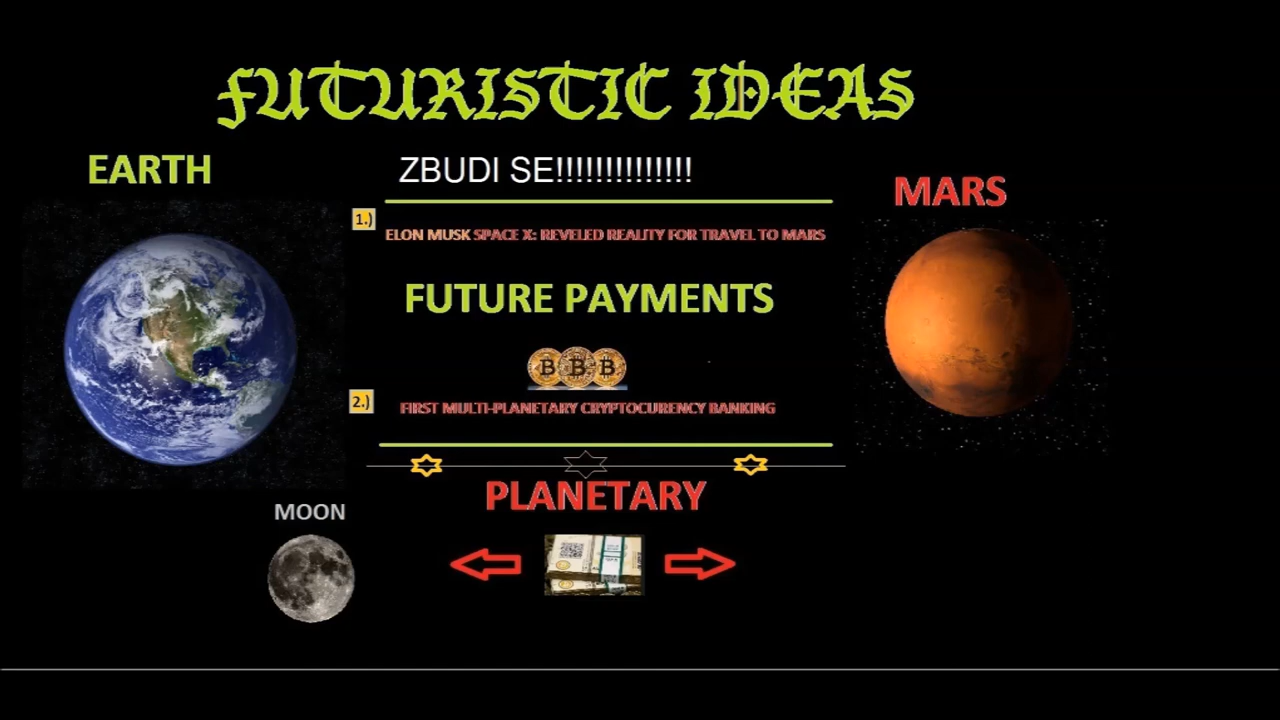 FUTURISTIC IDEAS
EARTH
ZBUDI SE!!!!!!!!!!!!!!
MARS
1.)
ELON MUSK SPACE X: REVELED REALITY FOR TRAVEL TO MARS
FUTURE PAYMENTS
B B B
2.)
FIRST MULTI-PLANETARY CRYPTOCURENCY BANKING
PLANETARY
MOON